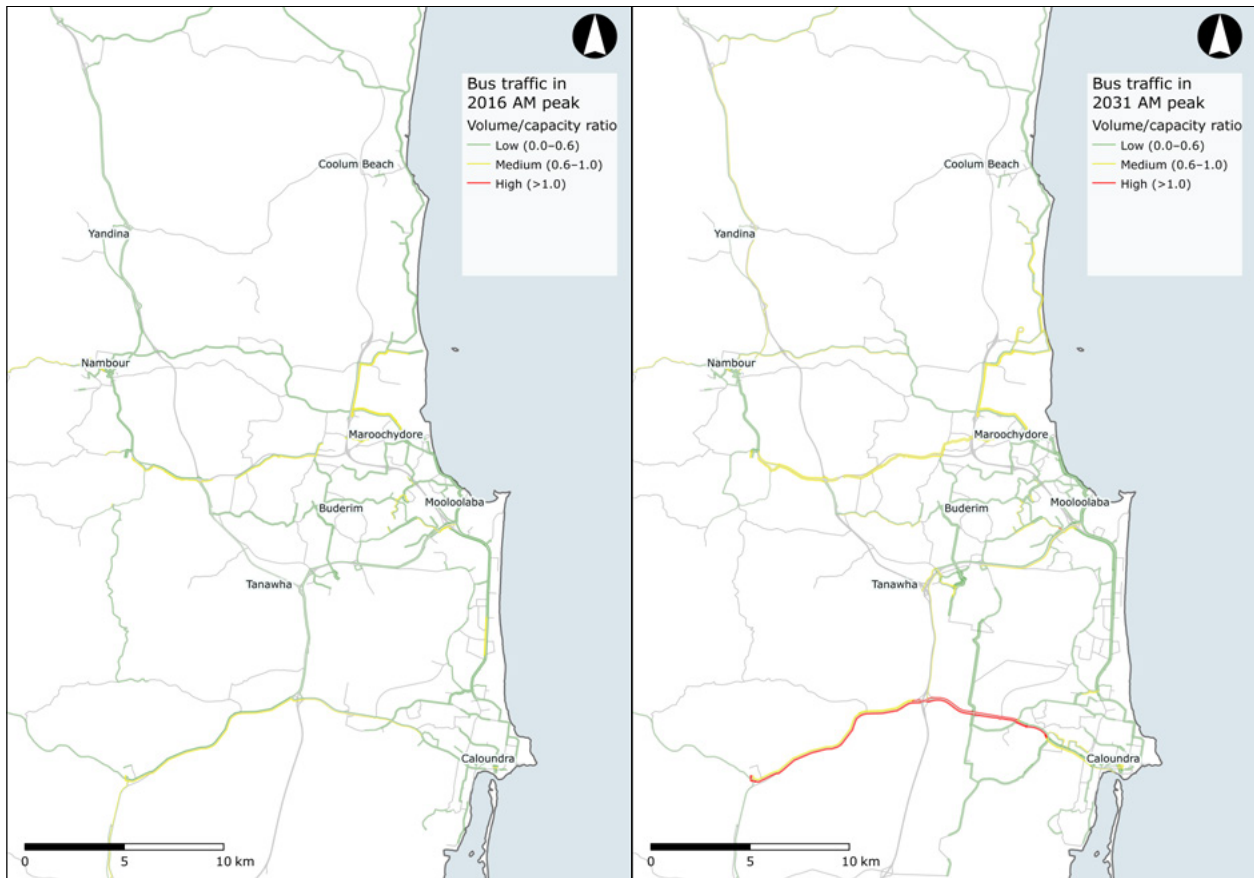 Bus traffic in
2016 AM peak
Volume/capacity ratio
Low (0.0–0.6)
Medium (0.6–1.0)
High (>1.0)
Coolum Beach
Yandina
Nambour
Maroochydore
Mooloolaba
Buderim
Tanawha
Caloundra
0 5 10 km
Bus traffic in
2031 AM peak
Volume/capacity ratio
Low (0.0–0.6)
Medium (0.6–1.0)
High (>1.0)
Coolum Beach
Yandina
Nambour
Maroochydore
Mooloolaba
Buderim
Tanawha
Caloundra
0 5 10 km